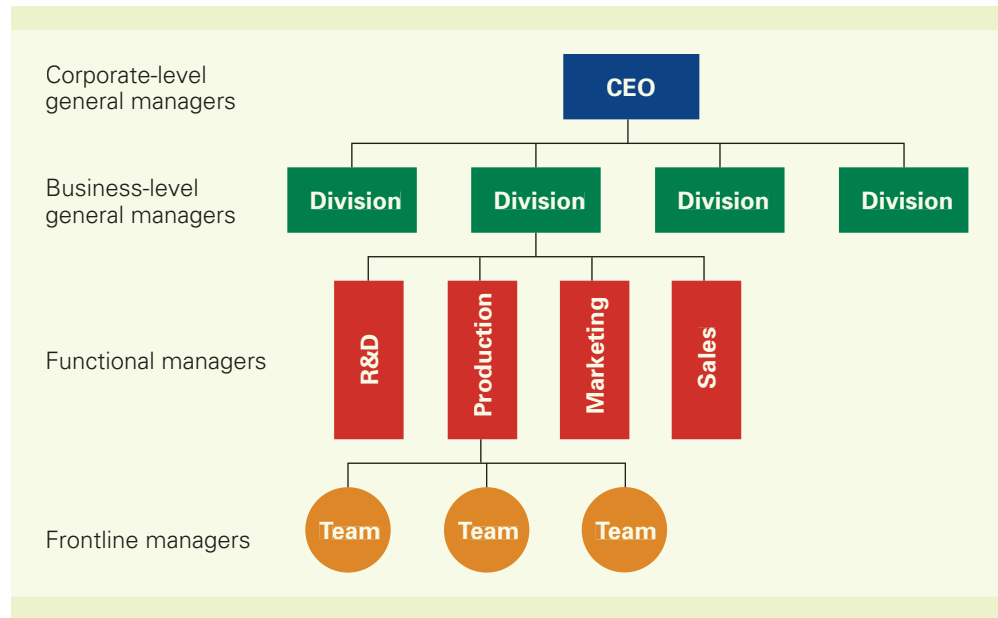 Corporate-level
general managers
CEO
Business-level
general managers
Division
Division
Division
Division
Functional managers
R&D
Production
Marketing
Sales
Frontline managers
Team
Team
Team